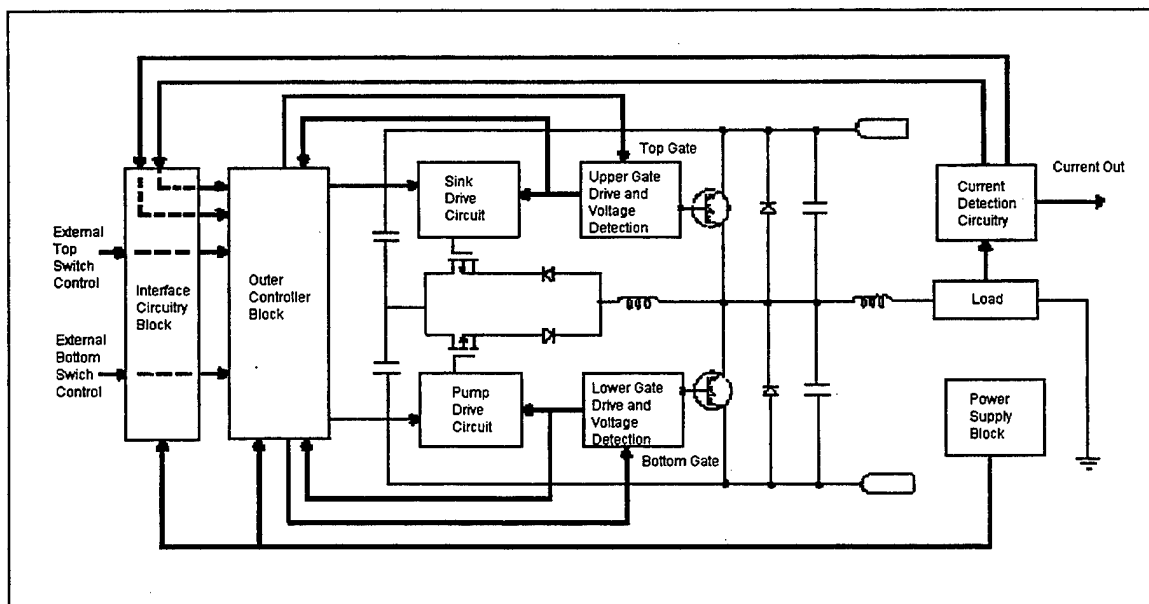 Top Gate
Sink
Drive
Circuit
Upper Gate
Drive and
Voltage
Detection
Current
Detection
Circuitry
Current Out
External
Top
Switch
Control
Interface
Circuitry
Block
Outer
Controller
Block
Load
External
Bottom
Swich
Control
Pump
Drive
Circuit
Lower Gate
Drive and
Voltage
Detection
Bottom Gate
Power
Supply
Block